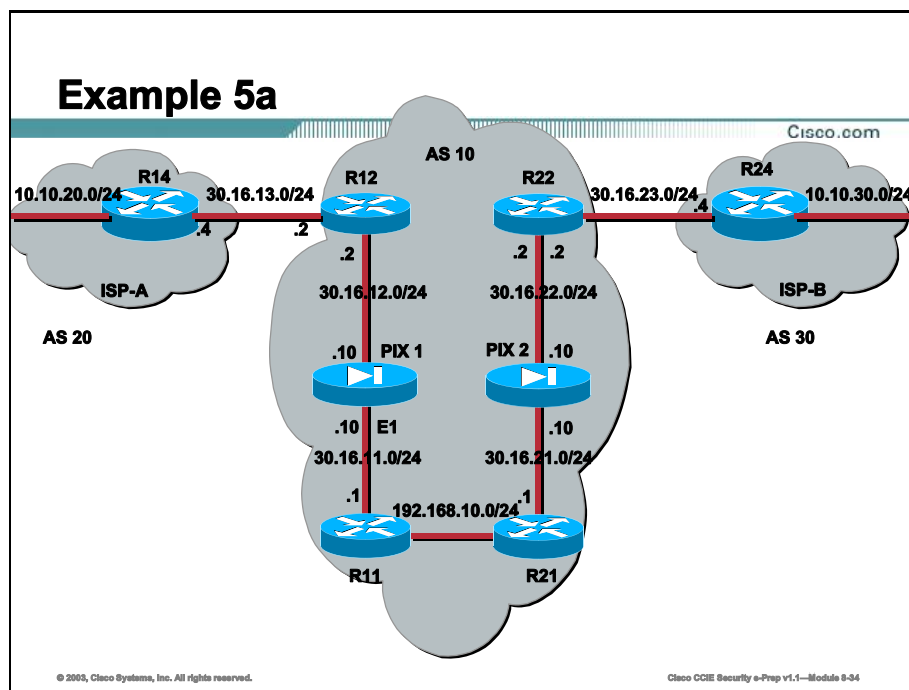 Example 5a
Cisco.com
AS 10
R14
R12
R22
R24
10.10.20.0/24
30.16.13.0/24
30.16.23.0/24
10.10.30.0/24
.4
.2
.4
.2
.2
.2
ISP-A
30.16.12.0/24
30.16.22.0/24
ISP-B
AS 20
AS 30
.10
PIX 1
PIX 2
.10
.10
E1
.10
30.16.11.0/24
30.16.21.0/24
.1
192.168.10.0/24
.1
R11
R21
© 2003, Cisco Systems, Inc. All rights reserved.
Cisco CCIE Security e-Prep v1.1—Module 8-34